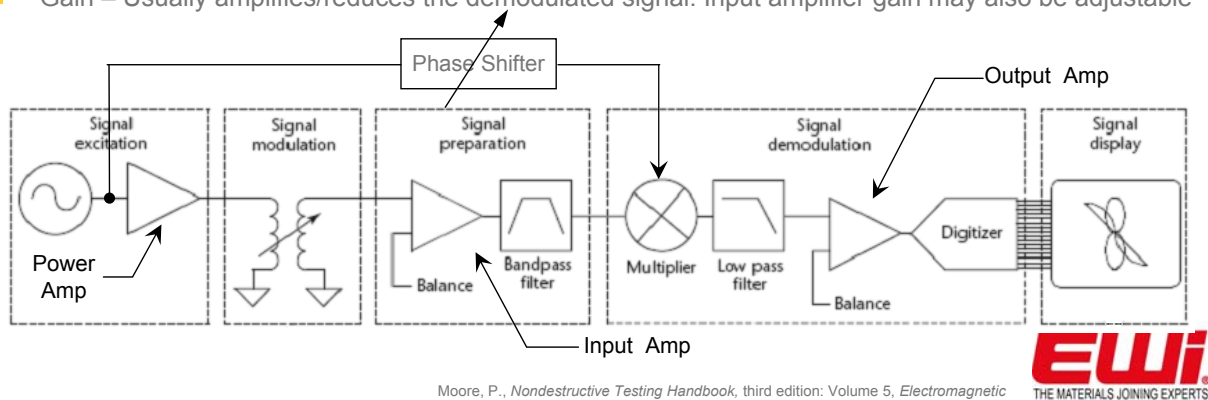 Gain – Usually amplifies/reduces the demodulated signal. Input amplifier gain may also be adjustable
Phase Shifter
Output Amp
Signal
excitation
Signal
modulation
Signal
preparation
Signal
demodulation
Signal
display
Power
Amp
Balance
Bandpass
filter
Multiplier
Low pass
filter
Digitizer
Balance
Input Amp
EWi®
THE MATERIALS JOINING EXPERTS
Moore, P., Nondestructive Testing Handbook, third edition: Volume 5, Electromagnetic